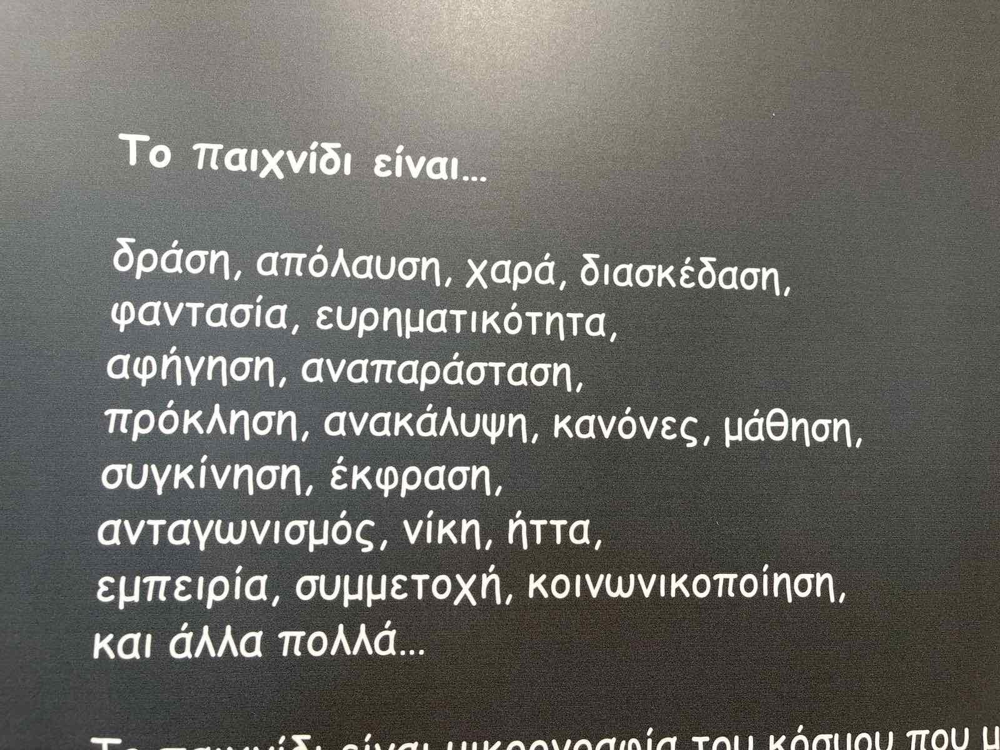 Το παιχνίδι είναι...
δράση, απόλαυση, χαρά, διασκέδαση,
φαντασία, ευρηματικότητα,
αφήγηση, αναπαράσταση,
πρόκληση, ανακάλυψη, κανόνες, μάθηση,
συγκίνηση, έκφραση,
ανταγωνισμός, νίκη, ήττα,
εμπειρία, συμμετοχή, κοινωνικοποίηση,
και άλλα πολλά...
Το παιχνίδι είναι μικρογραφία του κόσμου που